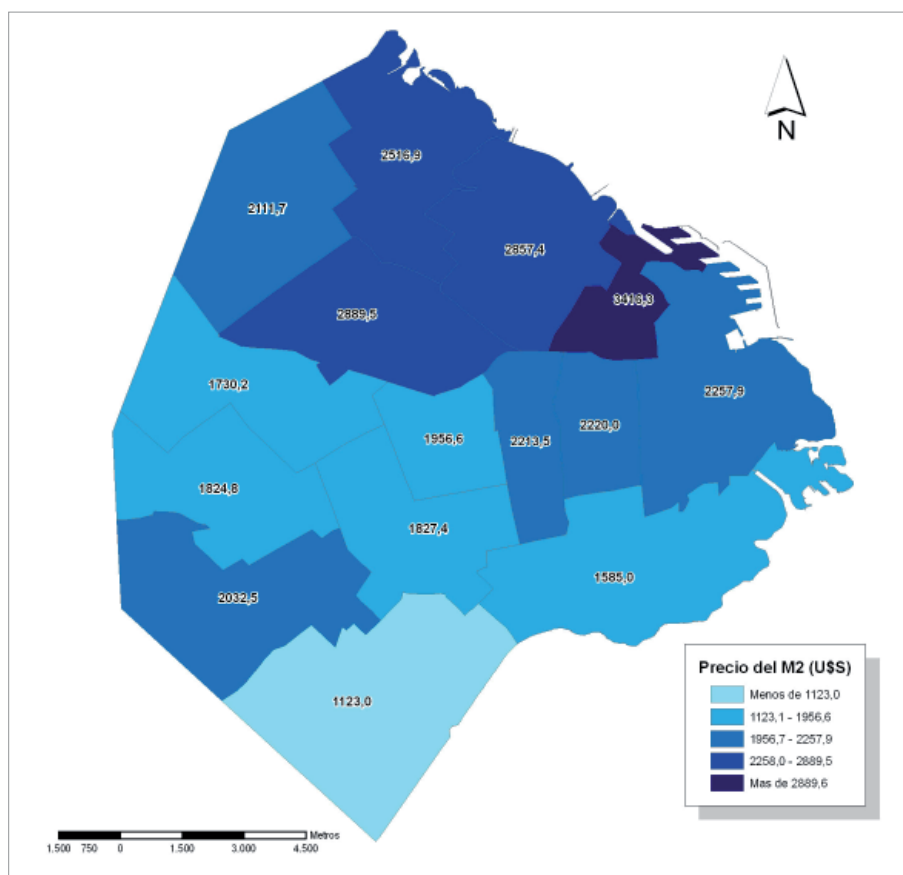 N
2516,9
2111,7
2857,4
3416,3
2889,5
1730,2
2257,9
1956,6
2213,5
2220,0
1824,8
1827,4
1585,0
2032,5
1123,0
Precio del M2 (U$S)
Menos de 1123,0
1123,1 - 1956,6
1956,7 - 2257,9
2258,0 - 2889,5
Mas de 2889,6
Metros
1.500 750 0 1.500 3.000 4.500